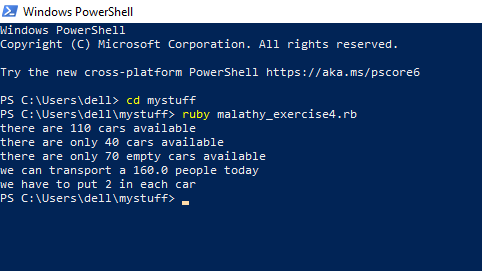 Windows PowerShell
Windows PowerShell
Copyright (C) Microsoft Corporation. All rights reserved.
Try the new cross-platform PowerShell https://aka.ms/pscore6
PS C:\Users\dell> cd mystuff
PS C:\Users\dell\mystuff> ruby malathy_exercise4.rb
there are 110 cars available
there are only 40 cars available
there are only 70 empty cars available
we can transport a 160.0 people today
we have to put 2 in each car
PS C:\Users\dell\mystuff>